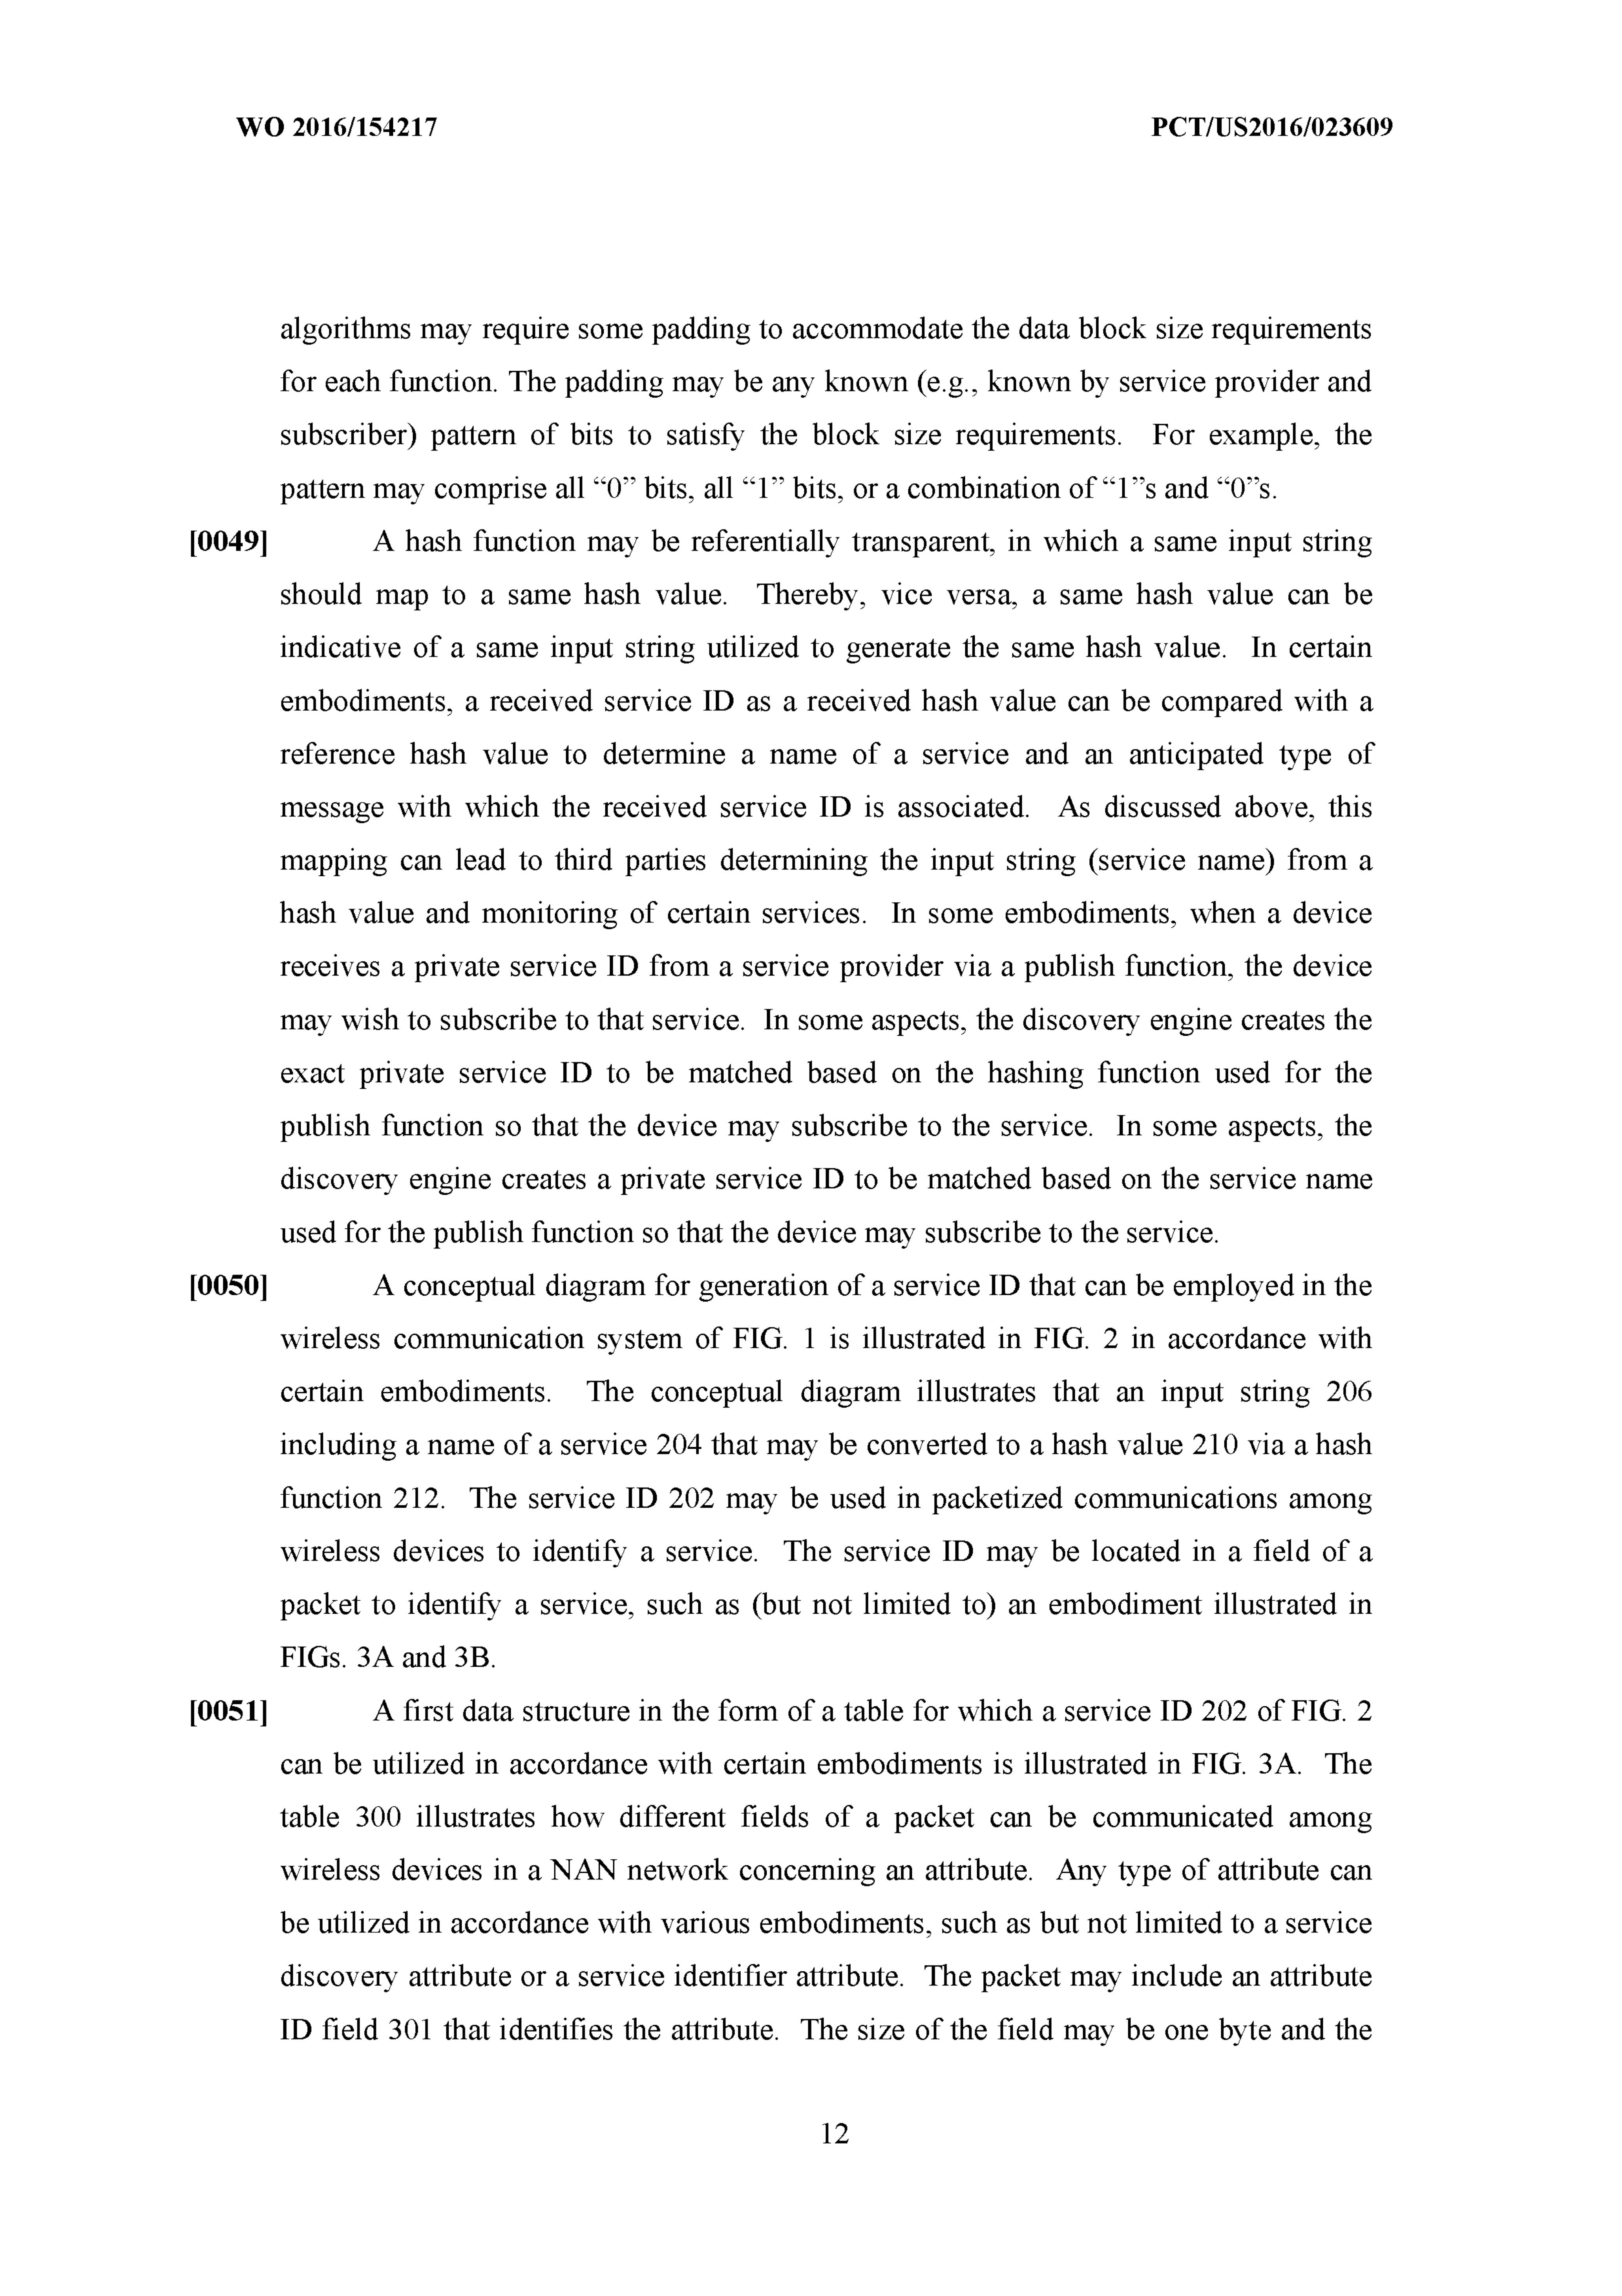 WO 2016/154217 PCT/US2016/023609
algorithms may require some padding to accommodate the data block size requirements
for each function. The padding may be any known (e.g., known by service provider and
subscriber) pattern of bits to satisfy the block size requirements. For example, the
pattern may comprise all “0” bits, all “1” bits, or a combination of “1”s and “0”s.
[0049] A hash function may be referentially transparent, in which a same input string
should map to a same hash value. Thereby, vice versa, a same hash value can be
indicative of a same input string utilized to generate the same hash value. In certain
embodiments, a received service ID as a received hash value can be compared with a
reference hash value to determine a name of a service and an anticipated type of
message with which the received service ID is associated. As discussed above, this
mapping can lead to third parties determining the input string (service name) from a
hash value and monitoring of certain services. In some embodiments, when a device
receives a private service ID from a service provider via a publish function, the device
may wish to subscribe to that service. In some aspects, the discovery engine creates the
exact private service ID to be matched based on the hashing function used for the
publish function so that the device may subscribe to the service. In some aspects, the
discovery engine creates a private service ID to be matched based on the service name
used for the publish function so that the device may subscribe to the service.
[0050] A conceptual diagram for generation of a service ID that can be employed in the
wireless communication system of FIG. 1 is illustrated in FIG. 2 in accordance with
certain embodiments. The conceptual diagram illustrates that an input string 206
including a name of a service 204 that may be converted to a hash value 210 via a hash
function 212. The service ID 202 may be used in packetized communications among
wireless devices to identify a service. The service ID may be located in a field of a
packet to identify a service, such as (but not limited to) an embodiment illustrated in
FIGs. 3A and 3B.
[0051] A first data structure in the form of a table for which a service ID 202 of FIG. 2
can be utilized in accordance with certain embodiments is illustrated in FIG. 3A. The
table 300 illustrates how different fields of a packet can be communicated among
wireless devices in a NAN network concerning an attribute. Any type of attribute can
be utilized in accordance with various embodiments, such as but not limited to a service
discovery attribute or a service identifier attribute. The packet may include an attribute
ID field 301 that identifies the attribute. The size of the field may be one byte and the
12